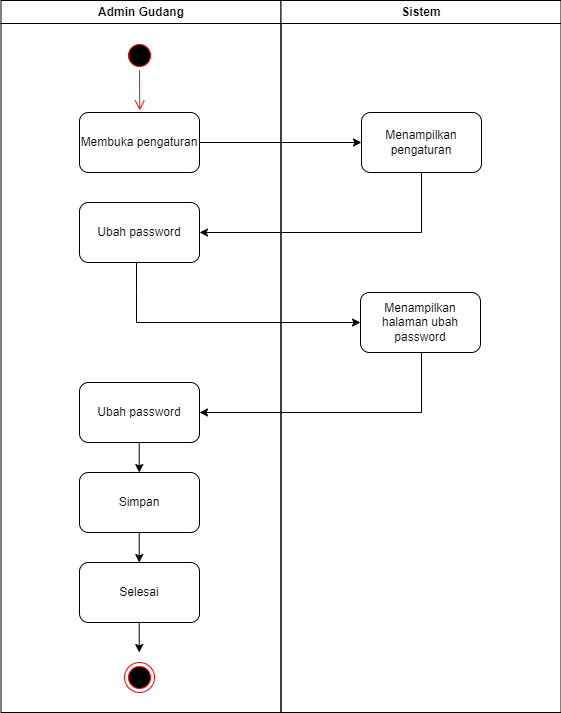 Admin Gudang
Sistem
Membuka pengaturan
Menampilkan
pengaturan
Ubah password
Menampilkan
halaman ubah
password
Ubah password
Simpan
Selesai